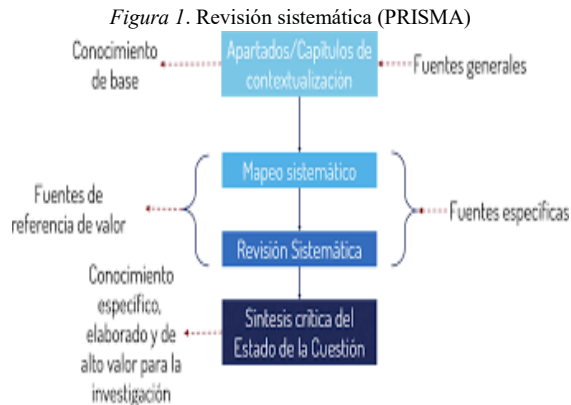 Figura 1. Revisión sistemática (PRISMA)
Conocimiento
de base
Apartados/Capítulos de
contextualización
Fuentes generales
Mapeo sistemático
Fuentes de
referencia de valor
Fuentes específicas
Revisión Sistemática
Conocimiento
específico,
elaborado y de
alto valor para la
investigación
Síntesis crítica del
Estado de la Cuestión